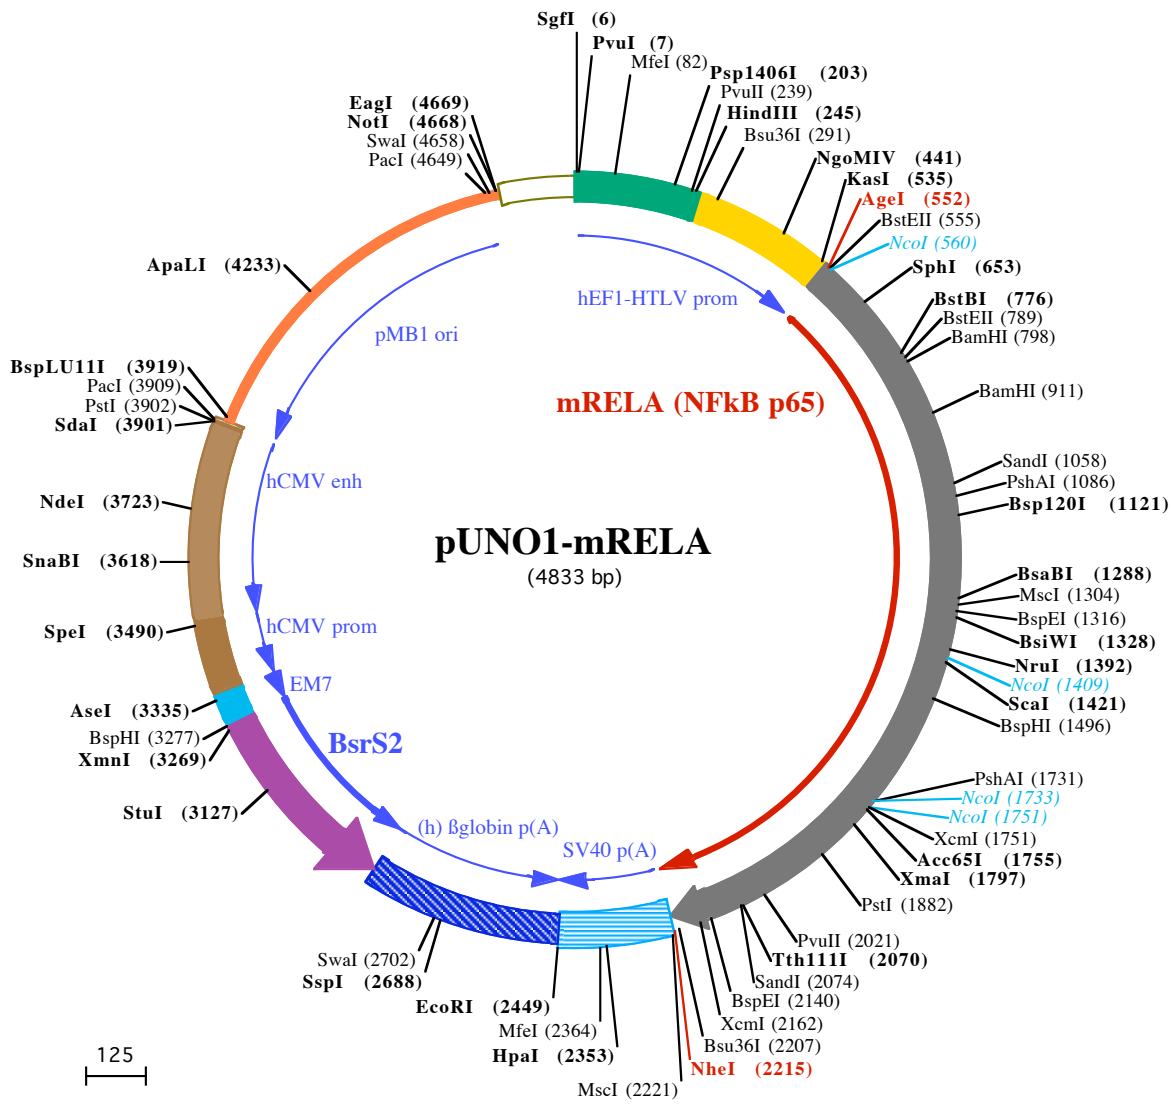 SgfI (6)
PvuI (7)
MfeI (82)
Psp1406I (203)
PvuII (239)
HindIII (245)
Bsu36I (291)
NgoMIV (441)
KasI (535)
AgeI (552)
BstEII (555)
NcoI (560)
SphI (653)
BstBI (776)
BstEII (789)
BamHI (798)
BamHI (911)
SandI (1058)
PshAI (1086)
Bsp120I (1121)
BsaBI (1288)
MscI (1304)
BspEI (1316)
BsiWI (1328)
NruI (1392)
NcoI (1409)
ScaI (1421)
BspHI (1496)
PshAI (1731)
NcoI (1733)
NcoI (1751)
XcmI (1751)
Acc65I (1755)
XmaI (1797)
PstI (1882)
PvuII (2021)
Tth111I (2070)
SandI (2074)
BspEI (2140)
XcmI (2162)
Bsu36I (2207)
NheI (2215)
MscI (2221)
HpaI (2353)
MfeI (2364)
EcoRI (2449)
SspI (2688)
SwaI (2702)
StuI (3127)
XmnI (3269)
BspHI (3277)
AseI (3335)
SpeI (3490)
SnaBI (3618)
NdeI (3723)
SdaI (3901)
PstI (3902)
PacI (3909)
BspLU11I (3919)
ApaLI (4233)
PacI (4649)
SwaI (4658)
NotI (4668)
EagI (4669)
hEF1-HTLV prom
mRELA (NFkB p65)
SV40 p(A)
(h) ßglobin p(A)
BsrS2
EM7
hCMV prom
hCMV enh
pMB1 ori
pUNO1-mRELA
(4833 bp)
125